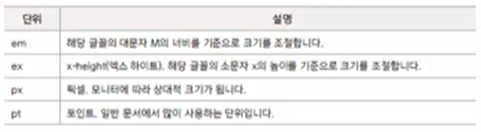 단위 설명
em 해당 글꼴의 대문자 M의 너비를 기준으로 크기를 조절합니다.
ex x-height(엑스 하이트). 해당 글꼴의 소문자 x의 높이를 기준으로 크기를 조절합니다.
px 픽셀. 모니터에 따라 상대적 크기가 됩니다.
pt 포인트. 일반 문서에서 많이 사용하는 단위입니다.